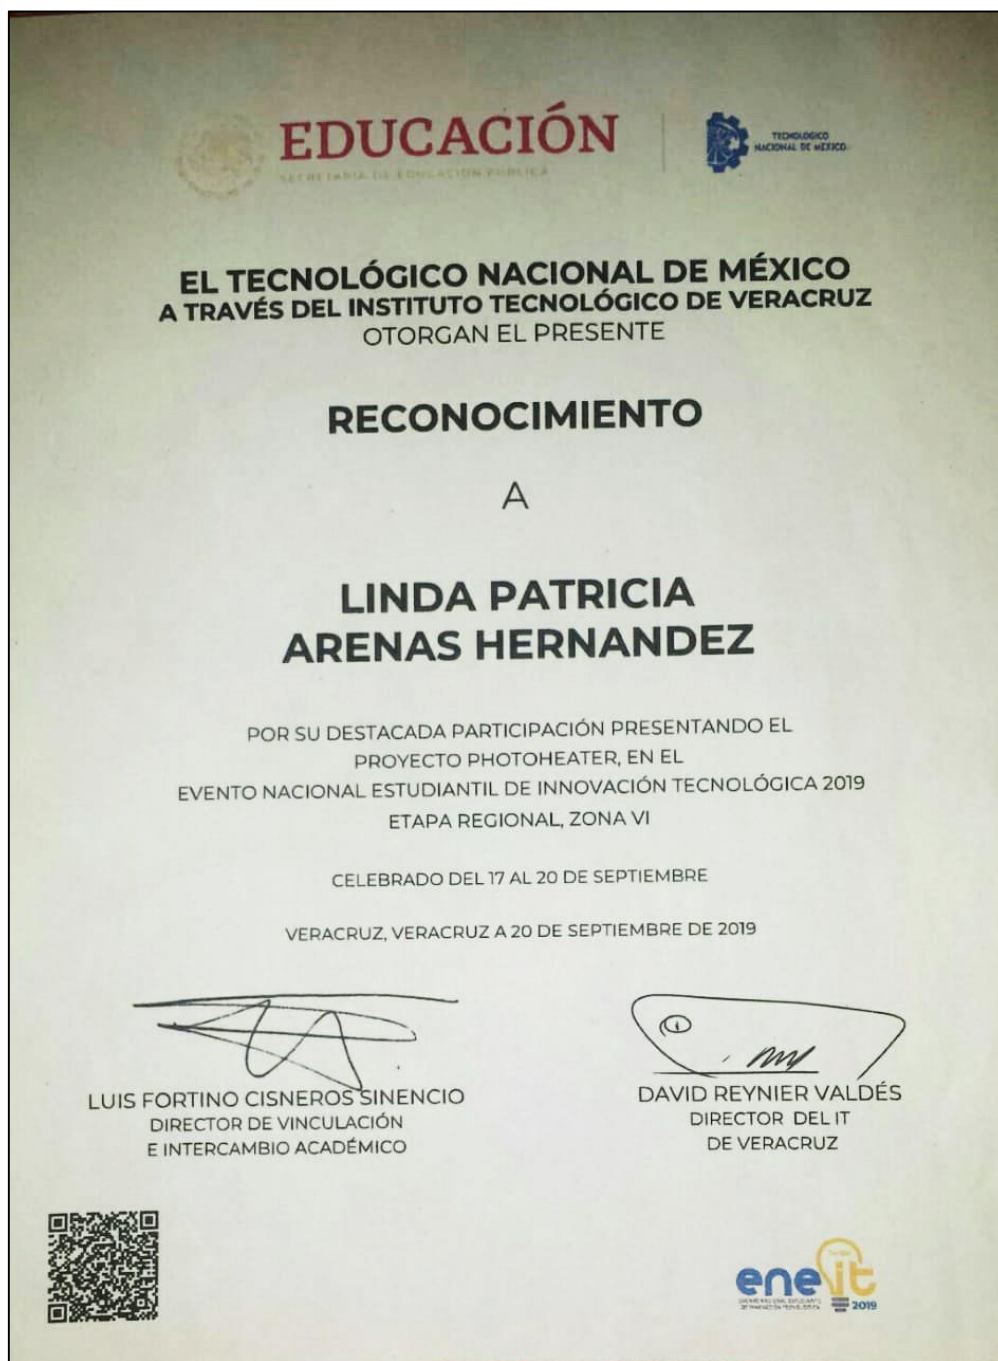 EDUCACIÓN
SECRETARÍA DE EDUCACIÓN PÚBLICA
TECNOLÓGICO
NACIONAL DE MÉXICO
EL TECNOLÓGICO NACIONAL DE MÉXICO
A TRAVÉS DEL INSTITUTO TECNOLÓGICO DE VERACRUZ
OTORGAN EL PRESENTE
RECONOCIMIENTO
A
LINDA PATRICIA
ARENAS HERNANDEZ
POR SU DESTACADA PARTICIPACIÓN PRESENTANDO EL
PROYECTO PHOTOHEATER, EN EL
EVENTO NACIONAL ESTUDIANTIL DE INNOVACIÓN TECNOLÓGICA 2019
ETAPA REGIONAL, ZONA VI
CELEBRADO DEL 17 AL 20 DE SEPTIEMBRE
VERACRUZ, VERACRUZ A 20 DE SEPTIEMBRE DE 2019
LUIS FORTINO CISNEROS SINENCIO
DIRECTOR DE VINCULACIÓN
E INTERCAMBIO ACADÉMICO
DAVID REYNIER VALDÉS
DIRECTOR DEL IT
DE VERACRUZ
eneit
2019